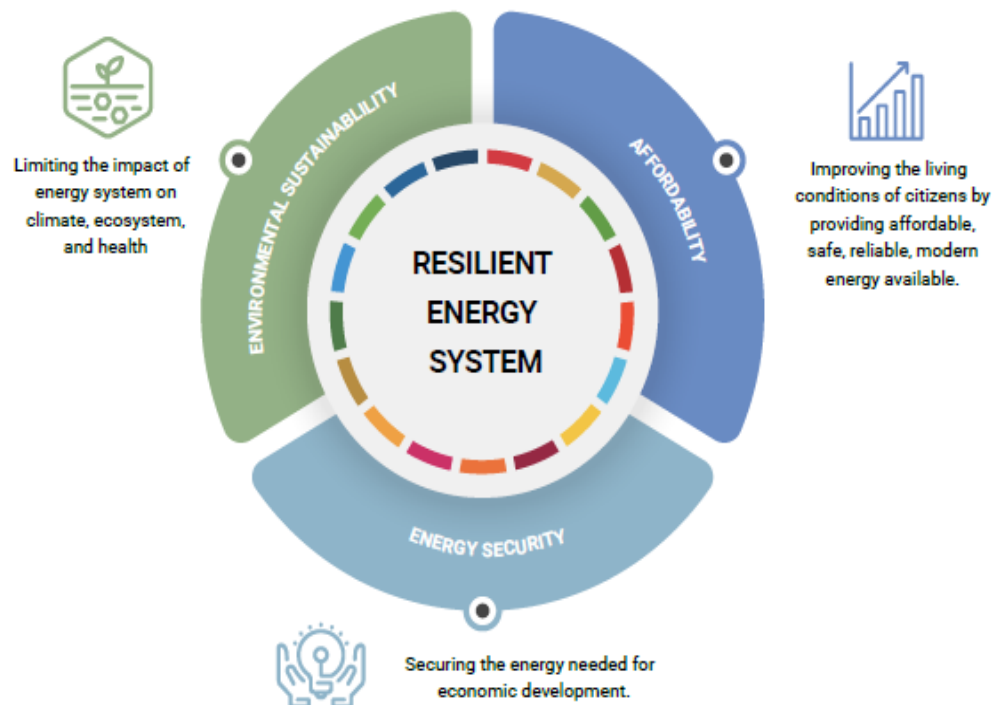 ENVIRONMENTAL SUSTAINABLILITY
Limiting the impact of
energy system on
climate, ecosystem,
and health
AFFORDABILITY
Improving the living
conditions of citizens by
providing affordable,
safe, reliable, modern
energy available.
RESILIENT
ENERGY
SYSTEM
ENERGY SECURITY
Securing the energy needed for
economic development.